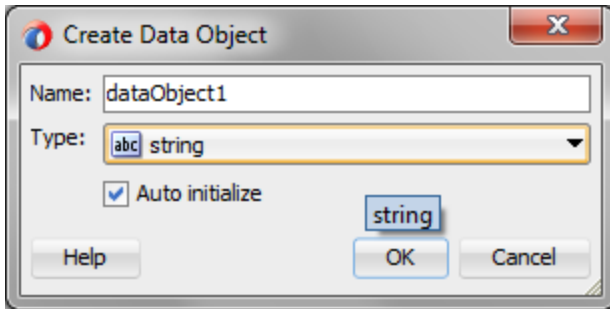 Create Data Object
Name: dataObject1
Type: abc string
Auto initialize
string
Help OK Cancel